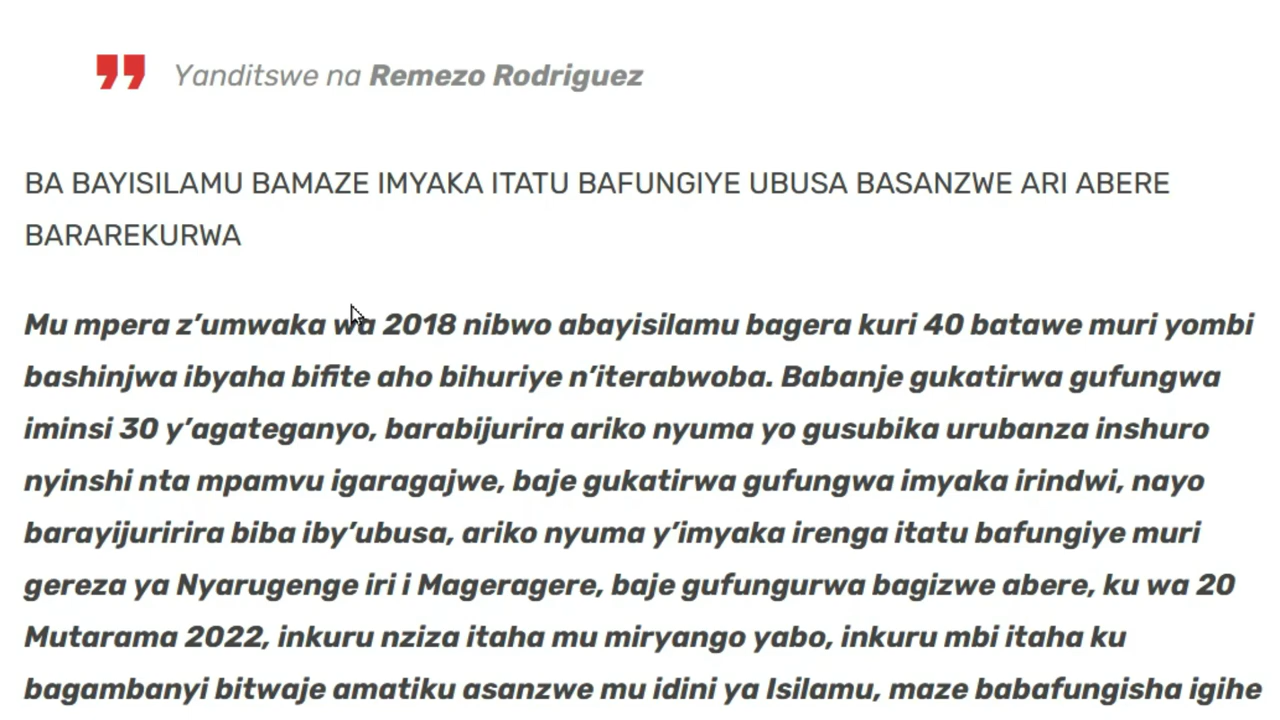 Yanditswe na Remezo Rodriguez
BA BAYISILAMU BAMAZE IMYAKA ITATU BAFUNGIYE UBUSA BASANZWE ARI ABERE
BARAREKURWA
Mu mpera z’umwaka wa 2018 nibwo abayisilamu bagera kuri 40 batawe muri yombi
bashinjwa ibyaha bifite aho bihuriye n’iterabwoba. Babanje gukatirwa gufungwa
iminsi 30 y’agateganyo, barabijurira ariko nyuma yo gusubika urubanza inshuro
nyinshi nta mpamvu igaragajwe, baje gukatirwa gufungwa imyaka irindwi, nayo
barayijuririra biba iby’ubusa, ariko nyuma y’imyaka irenga itatu bafungiye muri
gereza ya Nyarugenge iri i Mageragere, baje gufungurwa bagizwe abere, ku wa 20
Mutarama 2022, inkuru nziza itaha mu miryango yabo, inkuru mbi itaha ku
bagambanyi bitwaje amatiku asanzwe mu idini ya Isilamu, maze babafungisha igihe